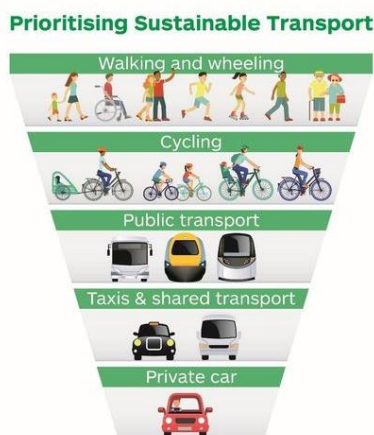 Prioritising Sustainable Transport
Walking and wheeling
Cycling
Public transport
Taxis & shared transport
Private car